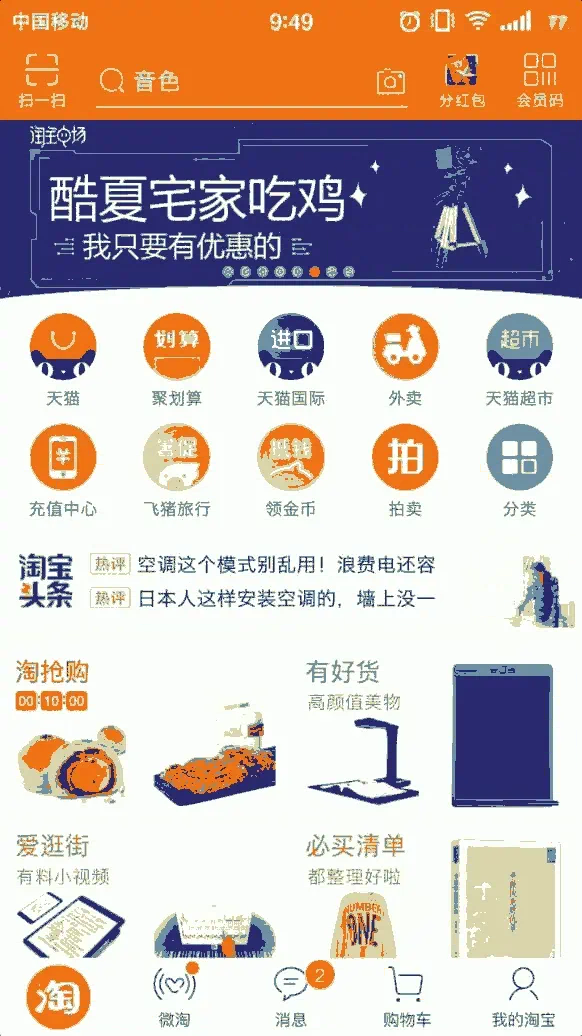 中国移动
9:49
扫一扫
音色
分红包
会员码
酷夏宅家吃鸡
我只要有优惠的
划算
进口
超市
天猫
聚划算
天猫国际
外卖
天猫超市
拍
充值中心
飞猪旅行
领金币
拍卖
分类
淘宝头条
热评 空调这个模式别乱用！浪费电还容
热评 日本人这样安装空调的，墙上没一
淘抢购
00:10:00
有好货
高颜值美物
爱逛街
有料小视频
必买清单
都整理好啦
NUMBER
ONE
淘
微淘
消息
2
购物车
我的淘宝